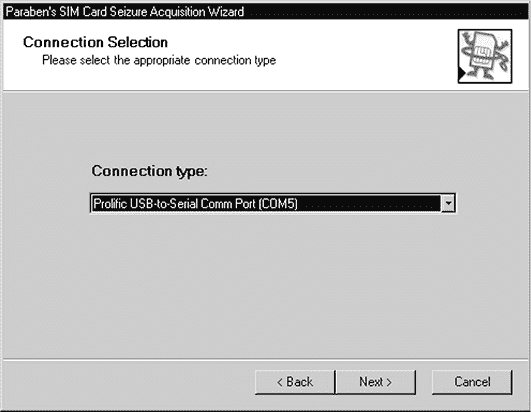 Paraben's SIM Card Seizure Acquisition Wizard
Connection Selection
Please select the appropriate connection type
Connection type:
Prolific USB-to-Serial Comm Port (COM5)
< Back
Next >
Cancel